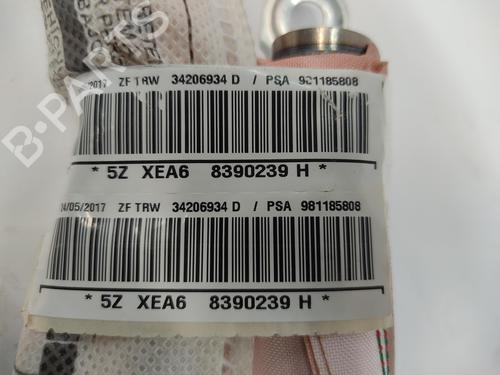 2017 ZF TRW 34206934 D / PSA 981185808
* 5Z XEA6 8390239 H *
04/05/2017 ZF TRW 34206934 D / PSA 981185808
* 5Z XEA6 8390239 H *
B-PARTS